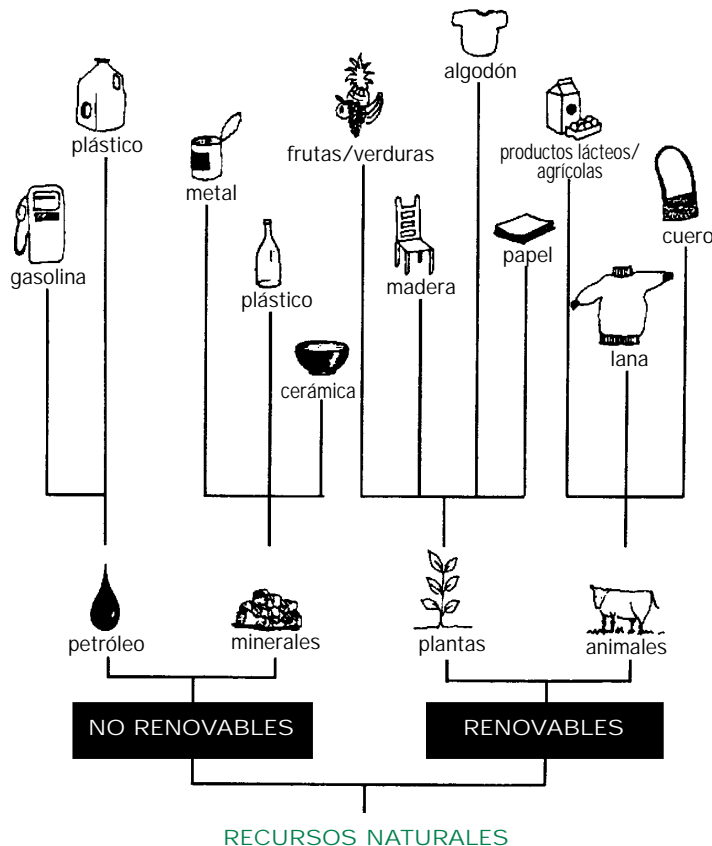 algodón
plástico
frutas/verduras
productos lácteos/
agrícolas
metal
cuero
gasolina
plástico
madera
papel
lana
cerámica
petróleo
minerales
plantas
animales
NO RENOVABLES
RENOVABLES
RECURSOS NATURALES